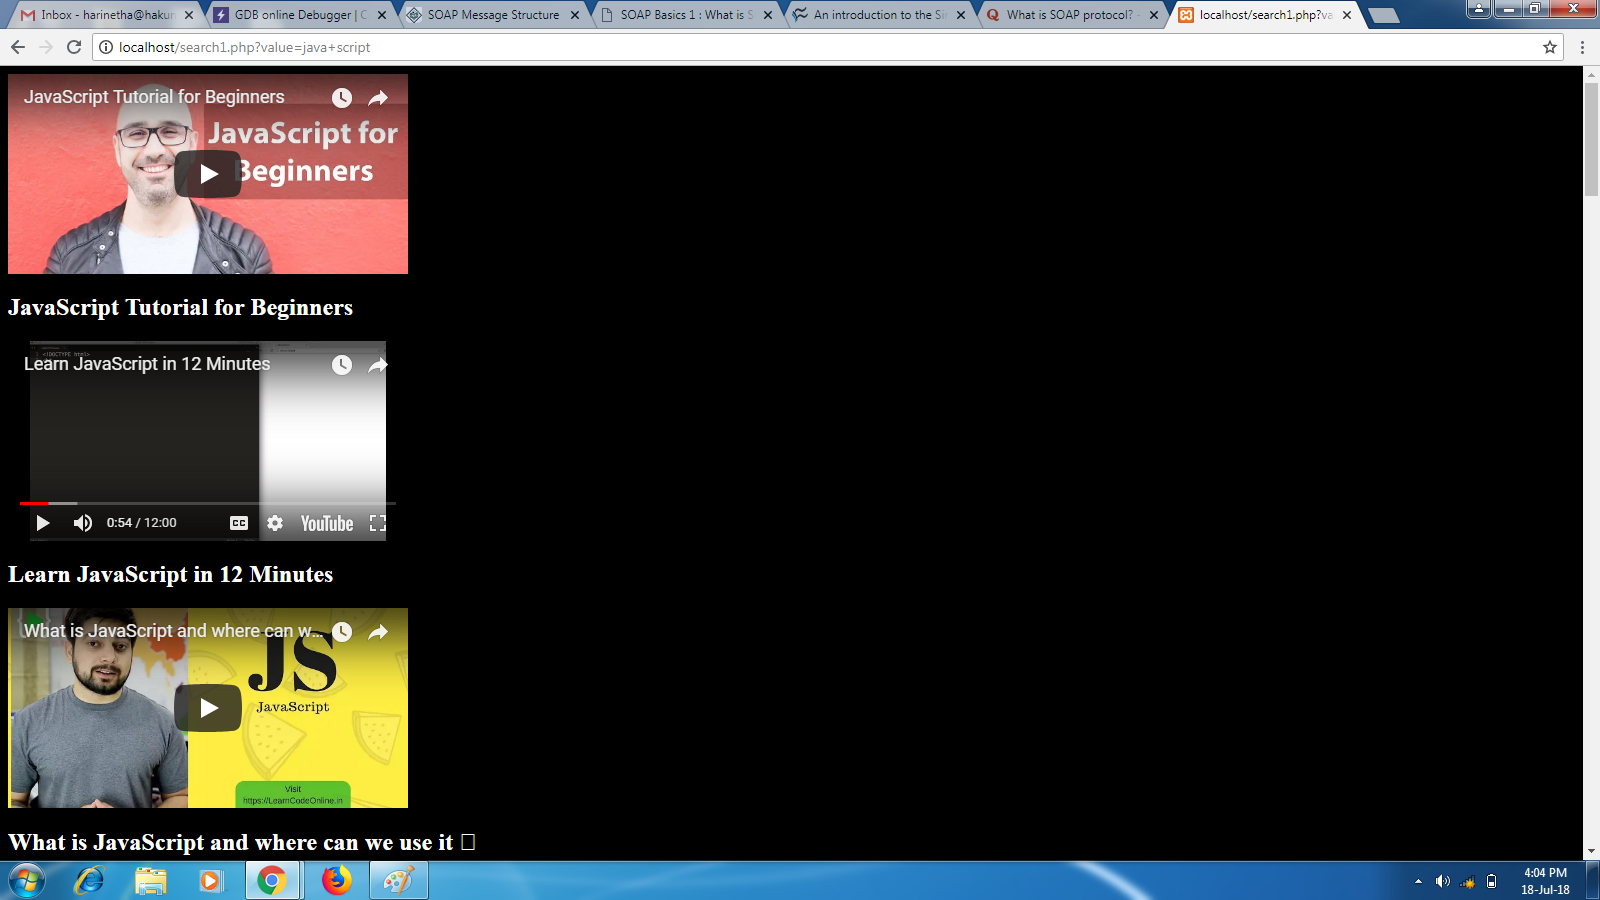 Inbox - harinetha@hakun
GDB online Debugger | C
SOAP Message Structure
SOAP Basics 1 : What is S
An introduction to the Si
What is SOAP protocol? -
localhost/search1.php?va
localhost/search1.php?value=java+script
JavaScript Tutorial for Beginners
JavaScript for
Beginners
JavaScript Tutorial for Beginners
<!DOCTYPE html>
Learn JavaScript in 12 Minutes
0:54 / 12:00
CC
YouTube
Learn JavaScript in 12 Minutes
What is JavaScript and where can w...
JS
JavaScript
Visit
https://LearnCodeOnline.in
What is JavaScript and where can we use it
4:04 PM
18-Jul-18